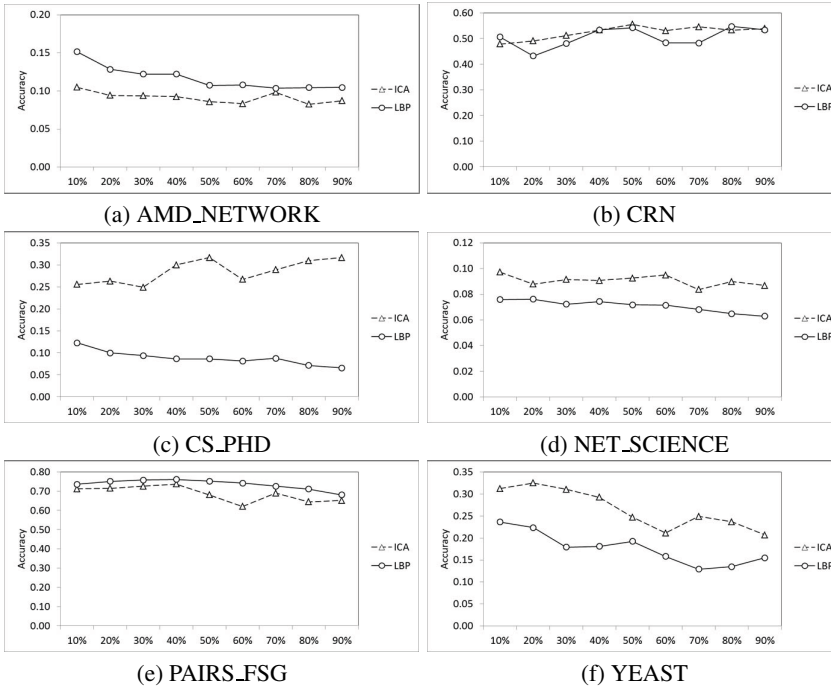 0.20
0.15
0.10
0.05
0.00
Accuracy
10% 20% 30% 40% 50% 60% 70% 80% 90%
ICA
LBP
(a) AMD_NETWORK
0.60
0.50
0.40
0.30
0.20
0.10
0.00
Accuracy
10% 20% 30% 40% 50% 60% 70% 80% 90%
ICA
LBP
(b) CRN
0.35
0.30
0.25
0.20
0.15
0.10
0.05
0.00
Accuracy
10% 20% 30% 40% 50% 60% 70% 80% 90%
ICA
LBP
(c) CS_PHD
0.12
0.10
0.08
0.06
0.04
0.02
0.00
Accuracy
10% 20% 30% 40% 50% 60% 70% 80% 90%
ICA
LBP
(d) NET_SCIENCE
0.80
0.70
0.60
0.50
0.40
0.30
0.20
0.10
0.00
Accuracy
10% 20% 30% 40% 50% 60% 70% 80% 90%
ICA
LBP
(e) PAIRS_FSG
0.35
0.30
0.25
0.20
0.15
0.10
0.05
0.00
Accuracy
10% 20% 30% 40% 50% 60% 70% 80% 90%
ICA
LBP
(f) YEAST